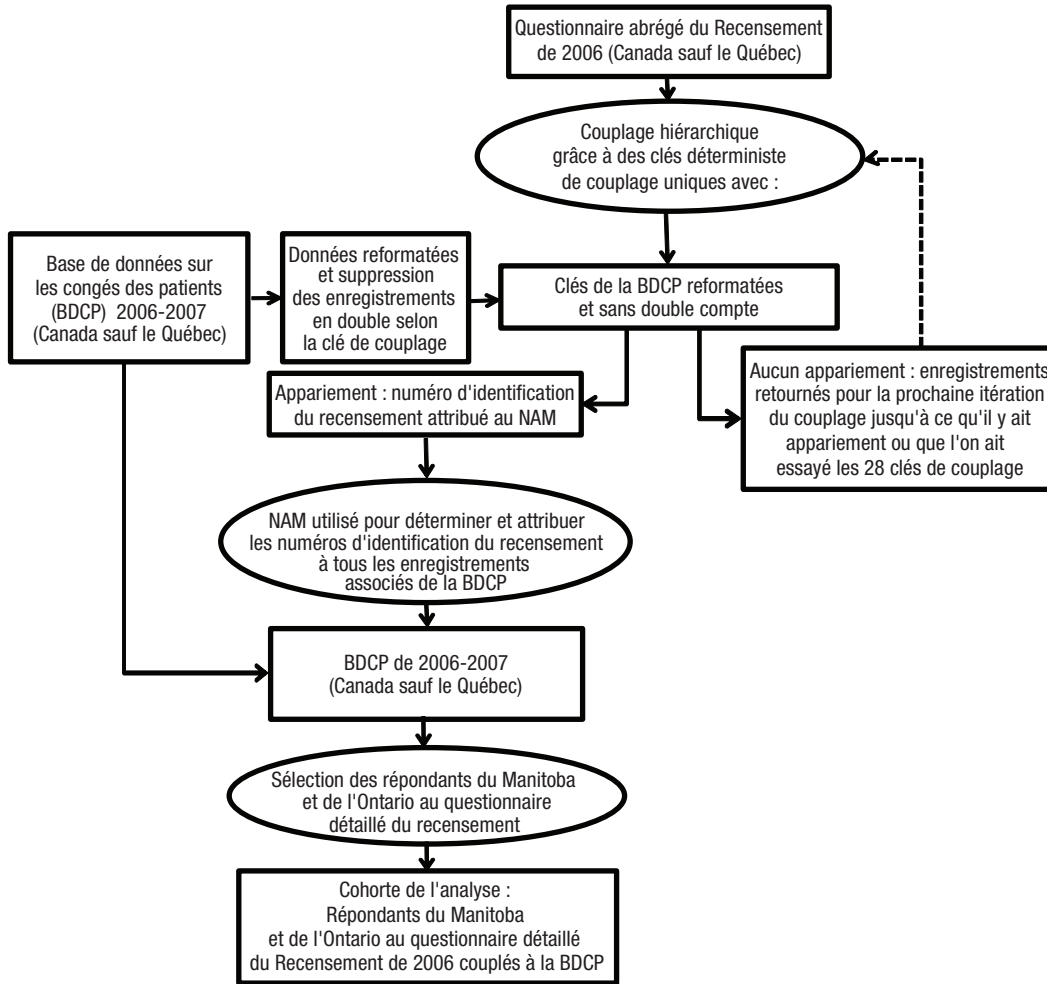 Questionnaire abrégé du Recensement
de 2006 (Canada sauf le Québec)
Couplage hiérarchique
grâce à des clés déterministe
de couplage uniques avec :
Base de données sur
les congés des patients
(BDCP) 2006-2007
(Canada sauf le Québec)
Données reformatées
et suppression
des enregistrements
en double selon
la clé de couplage
Clés de la BDCP reformatées
et sans double compte
Appariement : numéro d'identification
du recensement attribué au NAM
Aucun appariement : enregistrements
retournés pour la prochaine itération
du couplage jusqu'à ce qu'il y ait
appariement ou que l'on ait
essayé les 28 clés de couplage
NAM utilisé pour déterminer et attribuer
les numéros d'identification du recensement
à tous les enregistrements
associés de la BDCP
BDCP de 2006-2007
(Canada sauf le Québec)
Sélection des répondants du Manitoba
et de l'Ontario au questionnaire
détaillé du recensement
Cohorte de l'analyse :
Répondants du Manitoba
et de l'Ontario au questionnaire détaillé
du Recensement de 2006 couplés à la BDCP